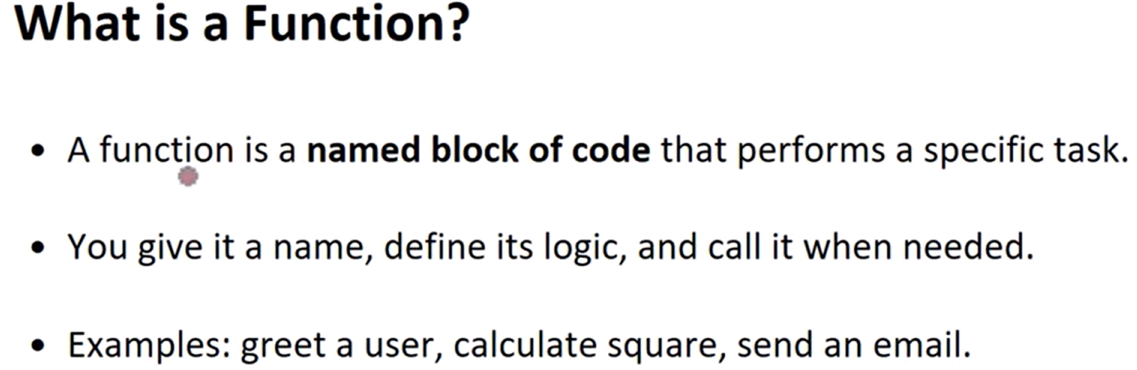 What is a Function?
• A function is a named block of code that performs a specific task.
• You give it a name, define its logic, and call it when needed.
• Examples: greet a user, calculate square, send an email.